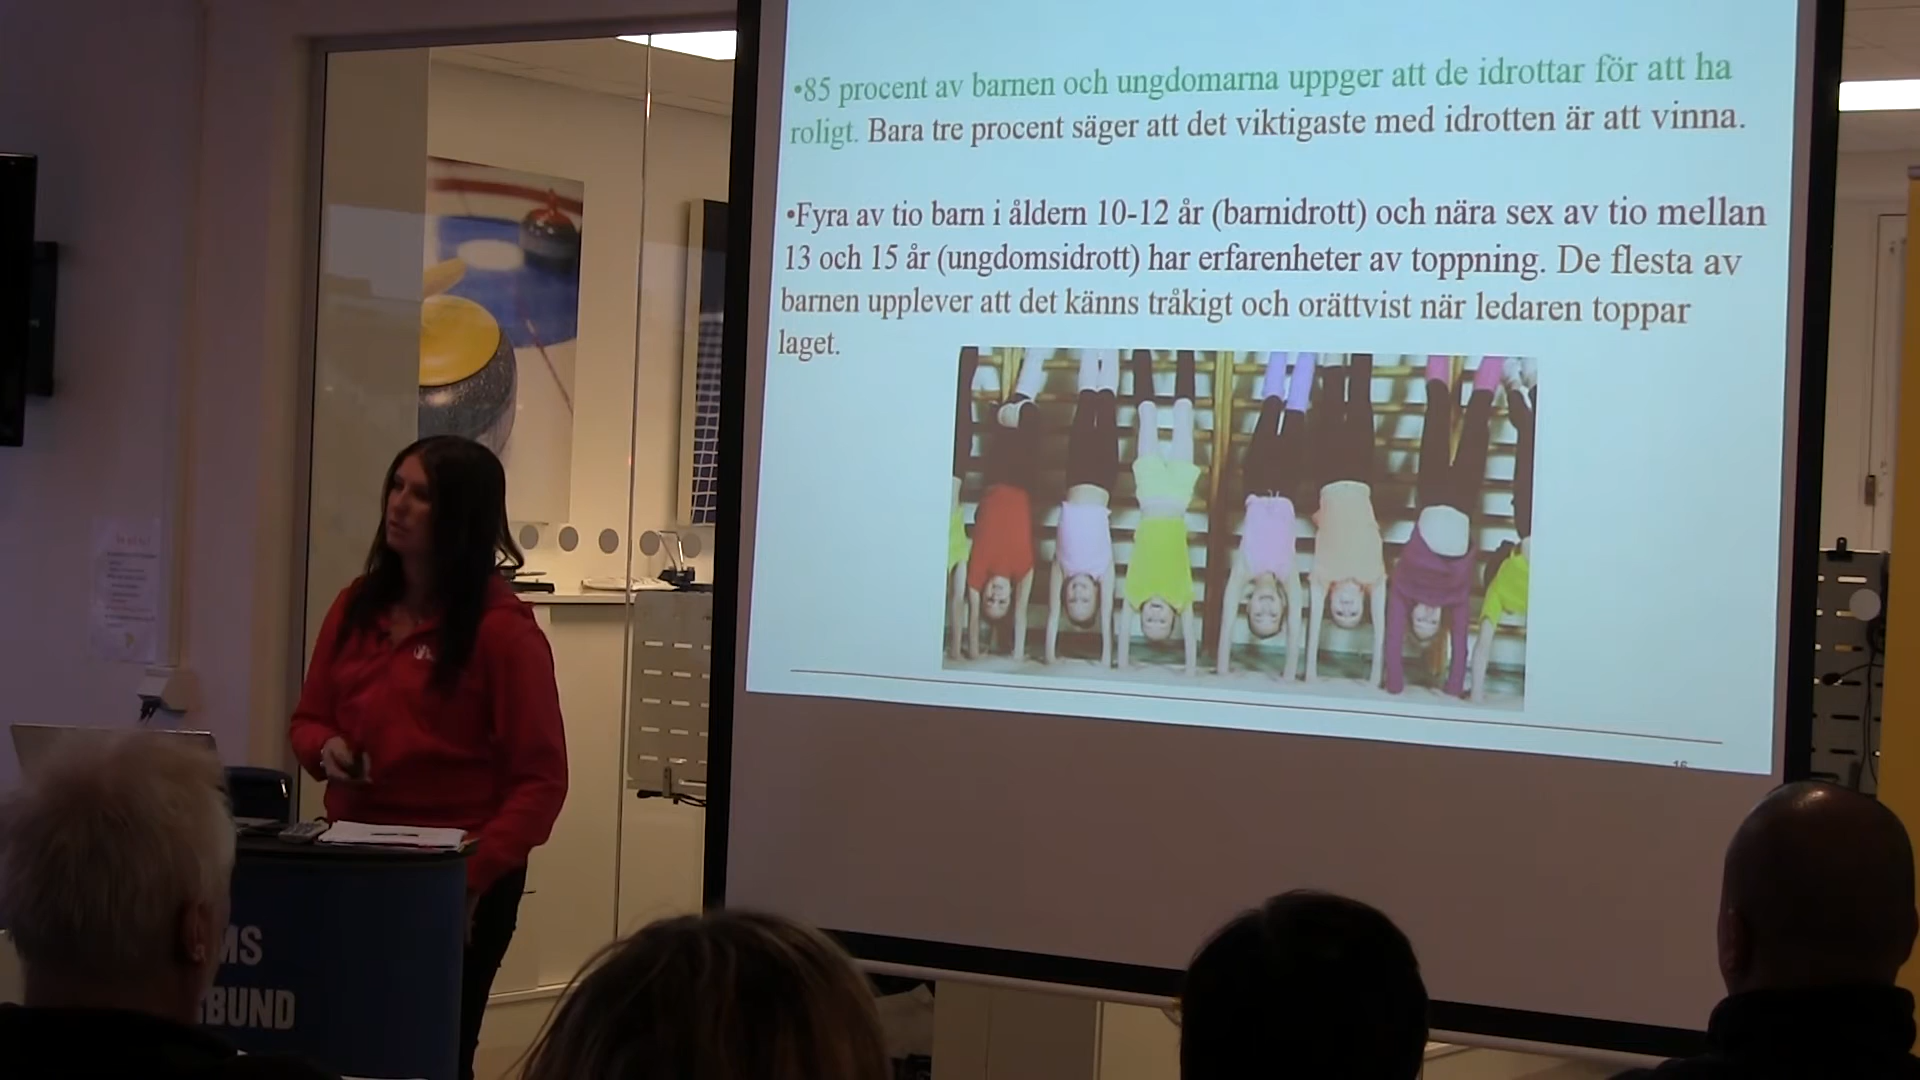 •85 procent av barnen och ungdomarna uppger att de idrottar för att ha
roligt. Bara tre procent säger att det viktigaste med idrotten är att vinna.
•Fyra av tio barn i åldern 10-12 år (barnidrott) och nära sex av tio mellan
13 och 15 år (ungdomsidrott) har erfarenheter av toppning. De flesta av
barnen upplever att det känns tråkigt och orättvist när ledaren toppar
laget.
16
MS
BUND